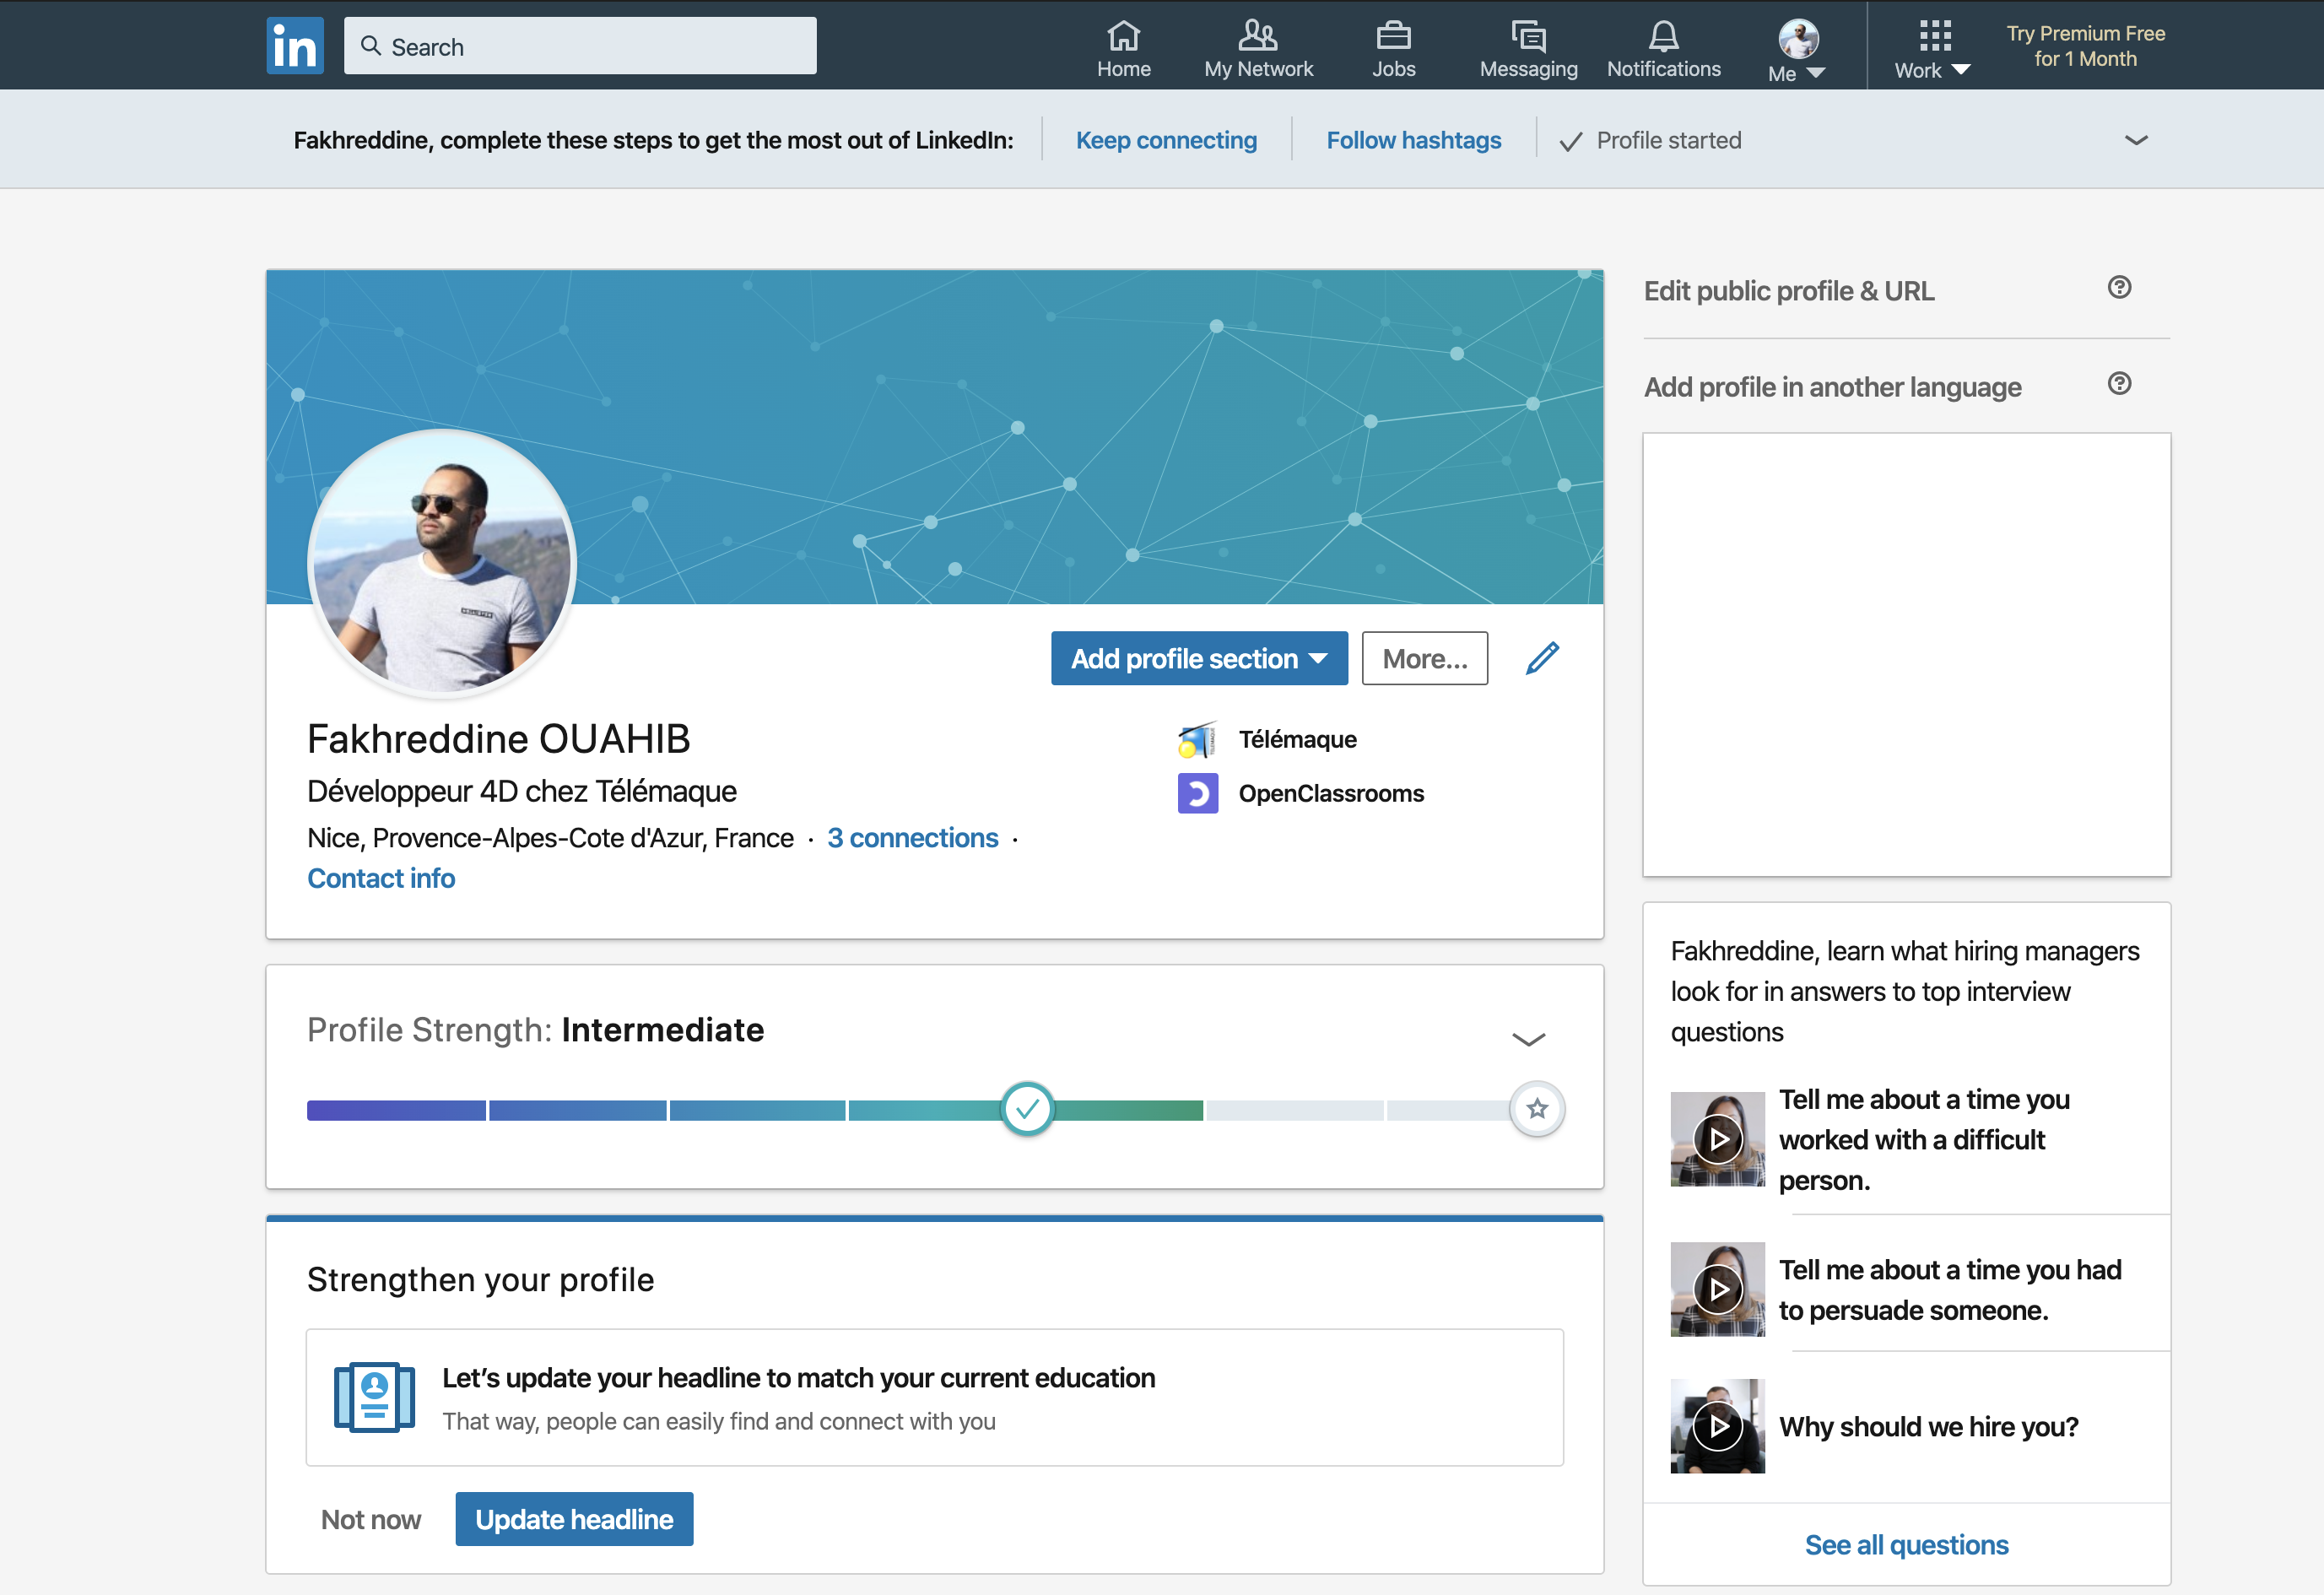 in
Search
Home
My Network
Jobs
Messaging
Notifications
Me
Work
Try Premium Free
for 1 Month
Fakhreddine, complete these steps to get the most out of LinkedIn:
Keep connecting
Follow hashtags
Profile started
Edit public profile & URL
Add profile in another language
HOLLISTER
Add profile section
More...
Fakhreddine OUAHIB
Développeur 4D chez Télémaque
Nice, Provence-Alpes-Cote d'Azur, France · 3 connections ·
Contact info
Télémaque
OpenClassrooms
Profile Strength: Intermediate
Strengthen your profile
Let’s update your headline to match your current education
That way, people can easily find and connect with you
Not now
Update headline
Fakhreddine, learn what hiring managers
look for in answers to top interview
questions
Tell me about a time you
worked with a difficult
person.
Tell me about a time you had
to persuade someone.
Why should we hire you?
See all questions